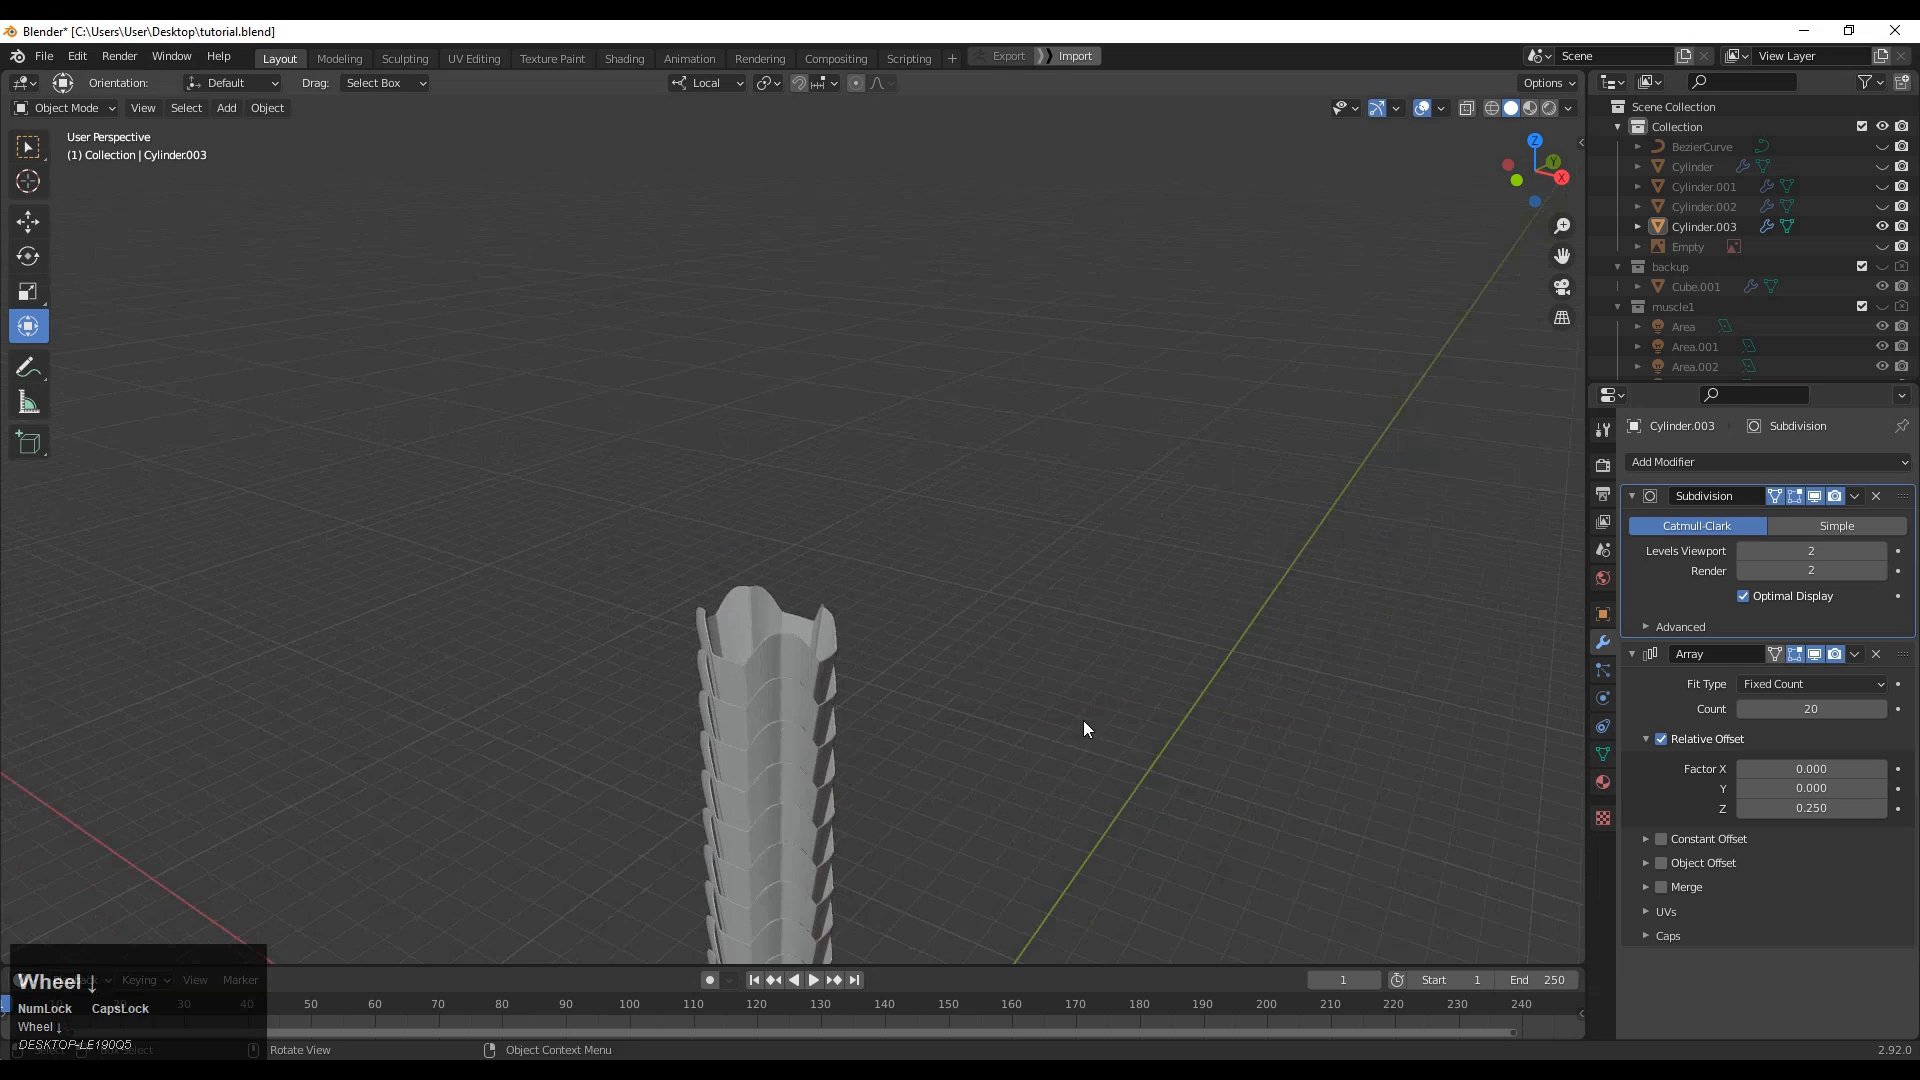 Blender* [C:\Users\User\Desktop\tutorial.blend]
File Edit Render Window Help
Layout Modeling Sculpting UV Editing Texture Paint Shading Animation Rendering Compositing Scripting + Export Import
Scene View Layer
Orientation: Default Drag: Select Box Local Options
Object Mode View Select Add Object
User Perspective
(1) Collection | Cylinder.003
Z
Y
X
Scene Collection
Collection
BezierCurve
Cylinder
Cylinder.001
Cylinder.002
Cylinder.003
Empty
backup
Cube.001
muscle1
Area
Area.001
Area.002
Cylinder.003 Subdivision
Add Modifier
Subdivision
Catmull-Clark Simple
Levels Viewport 2
Render 2
Optimal Display
Advanced
Array
Fit Type Fixed Count
Count 20
Relative Offset
Factor X 0.000
Y 0.000
Z 0.250
Constant Offset
Object Offset
Merge
UVs
Caps
Keying View Marker
1 Start 1 End 250
10 20 30 40 50 60 70 80 90 100 110 120 130 140 150 160 170 180 190 200 210 220 230 240
Wheel ↓
NumLock CapsLock
Wheel ↓
DESKTOP-LE190Q5
Select Box Select Rotate View Object Context Menu
2.92.0